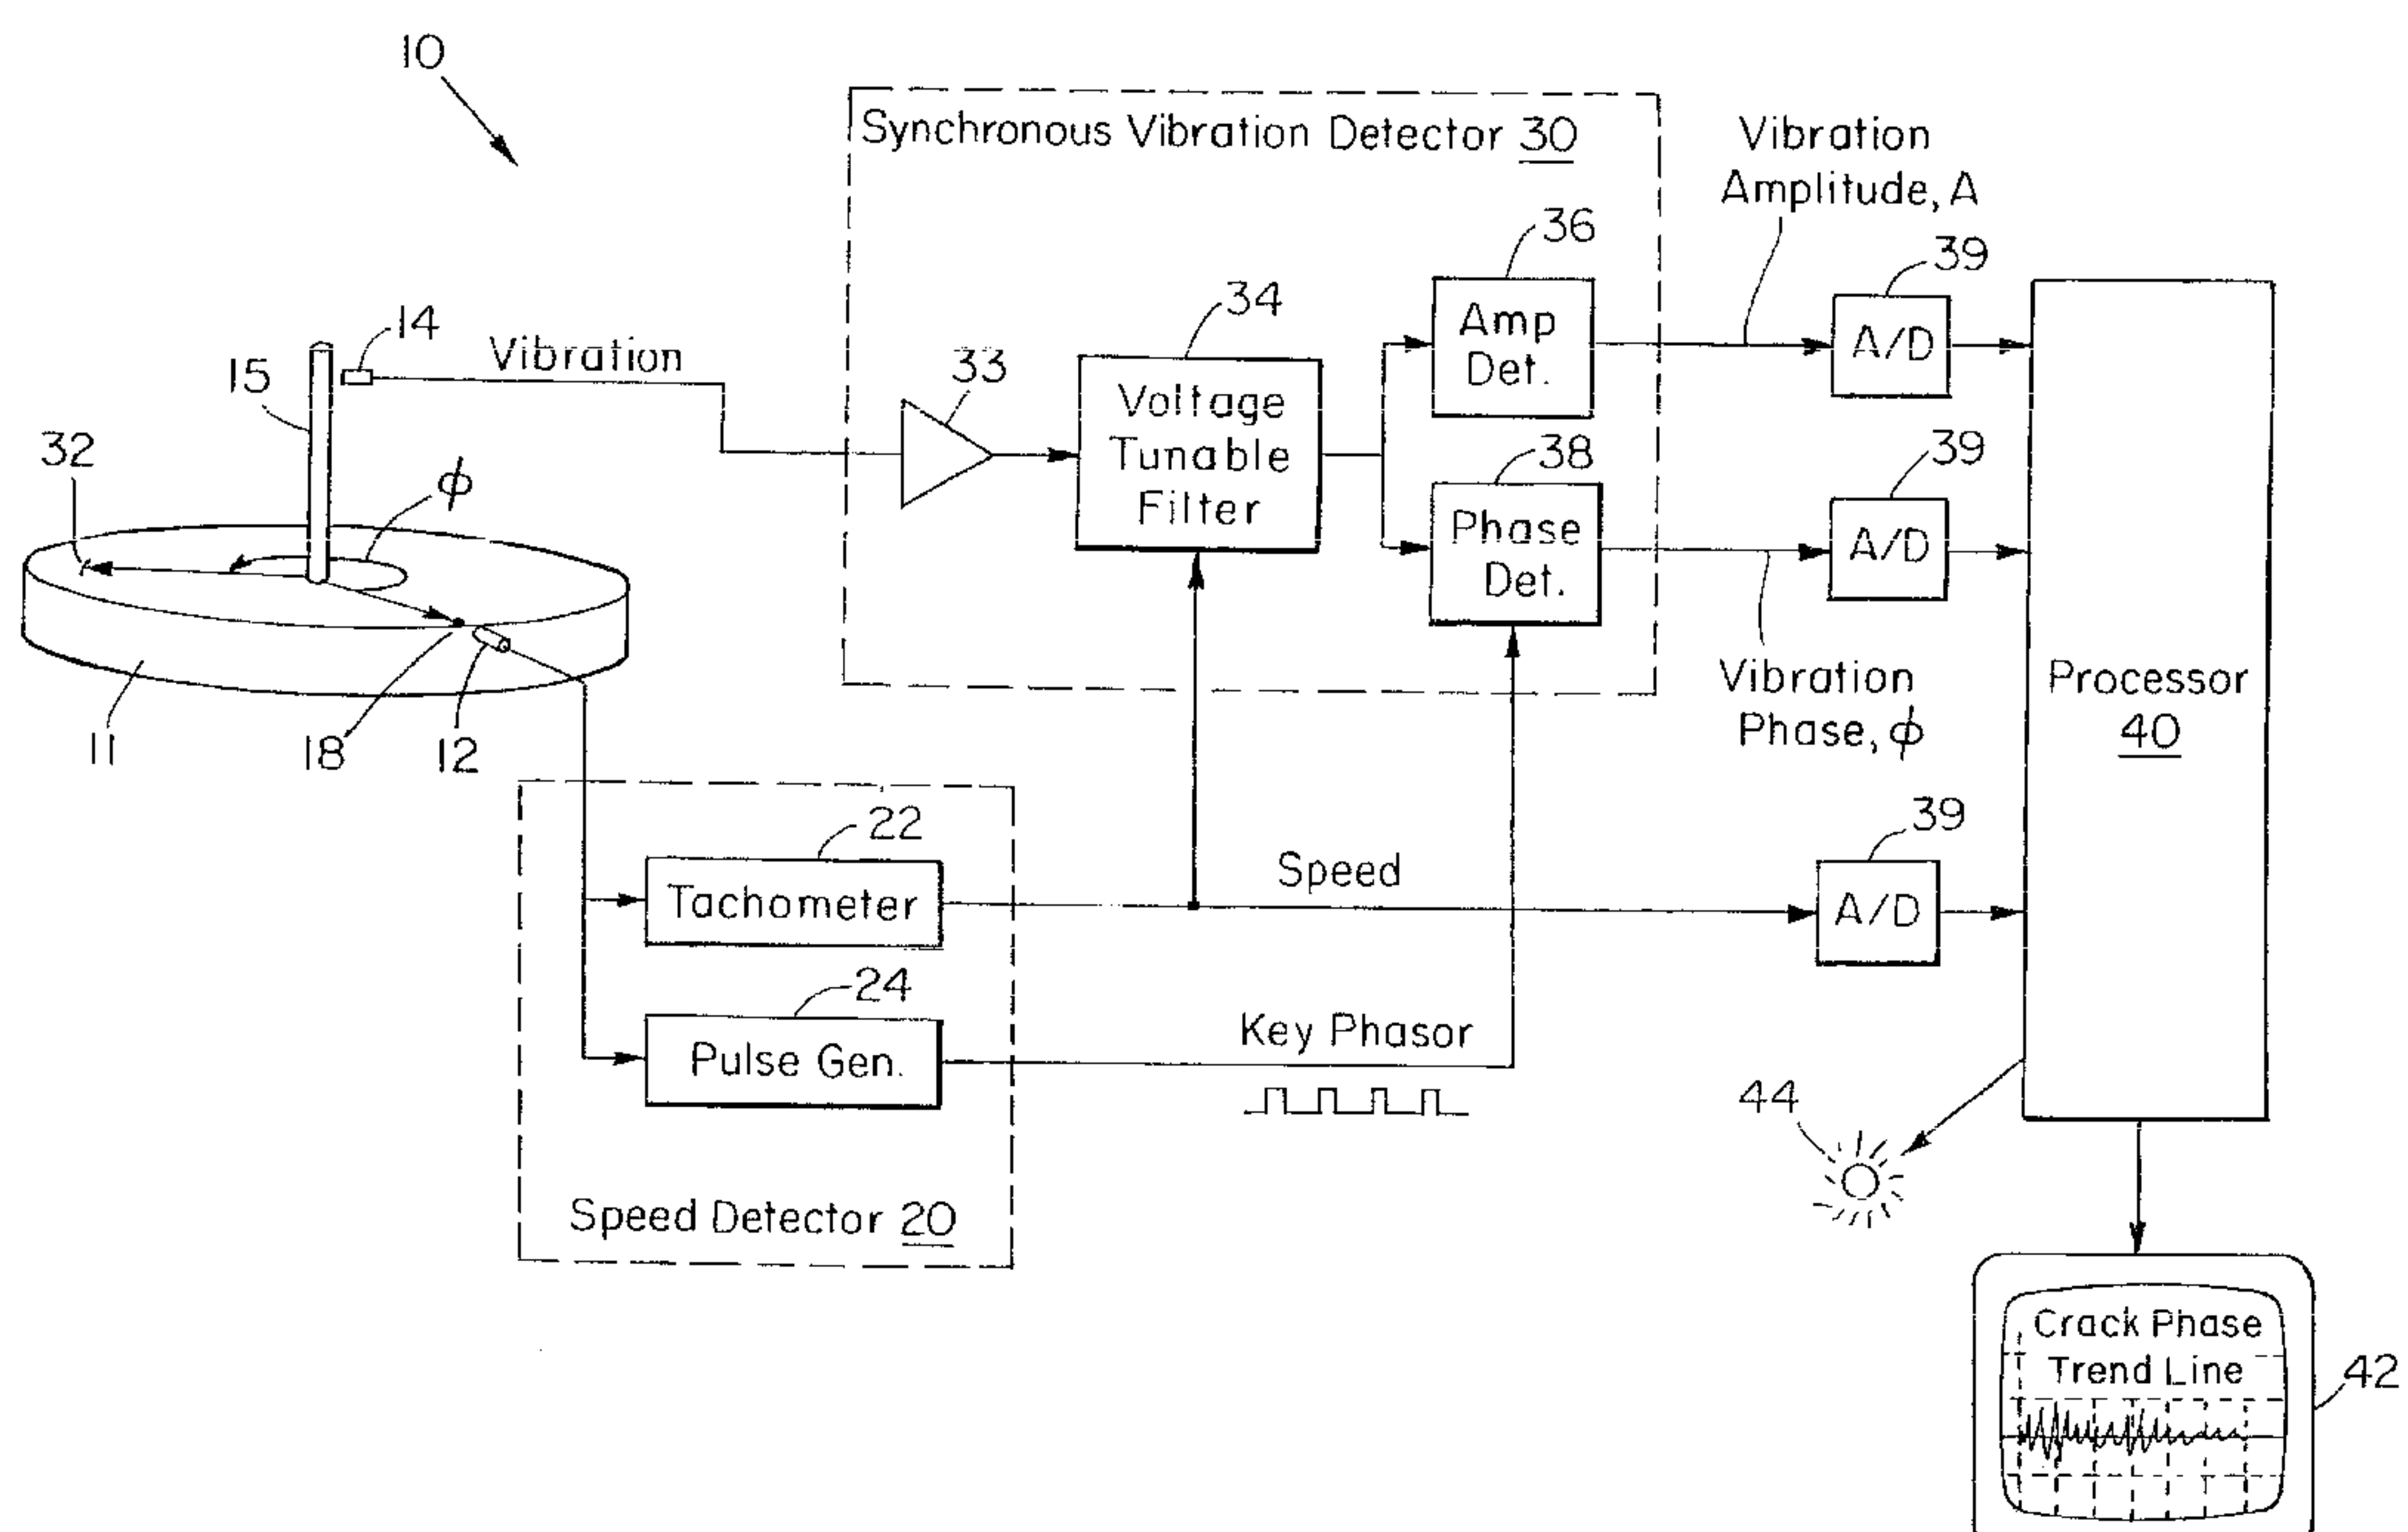 10
Synchronous Vibration Detector 30
Vibration
Amplitude, A
36
39
34
Amp
Det.
A/D
14
Vibration
33
15
Voltage
Tunable
Filter
32
ϕ
38
39
Phase
Det.
A/D
Vibration
Phase, ϕ
Processor
40
11
18
12
22
Tachometer
Speed
39
A/D
24
Pulse Gen.
Key Phasor
44
Speed Detector 20
Crack Phase
Trend Line
42